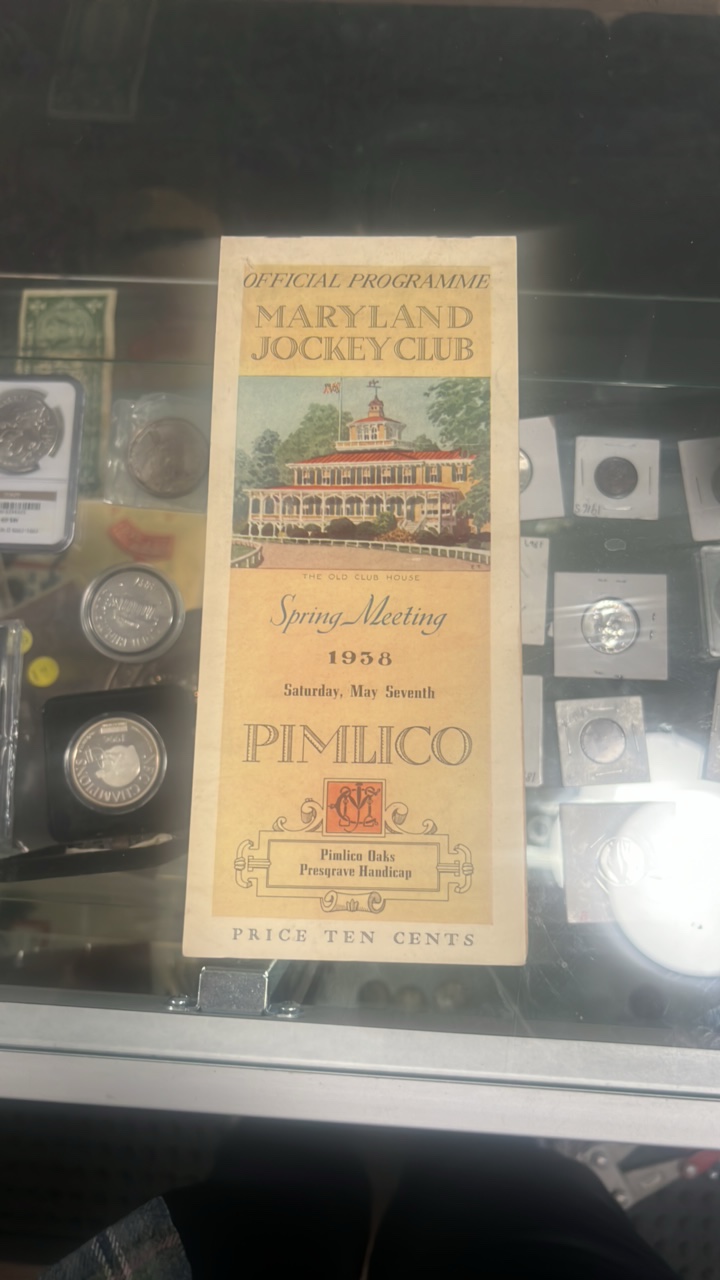 OFFICIAL PROGRAMME
MARYLAND
JOCKEY CLUB
THE OLD CLUB HOUSE
Spring Meeting
1938
Saturday, May Seventh
PIMLICO
Pimlico Oaks
Presgrave Handicap
PRICE TEN CENTS